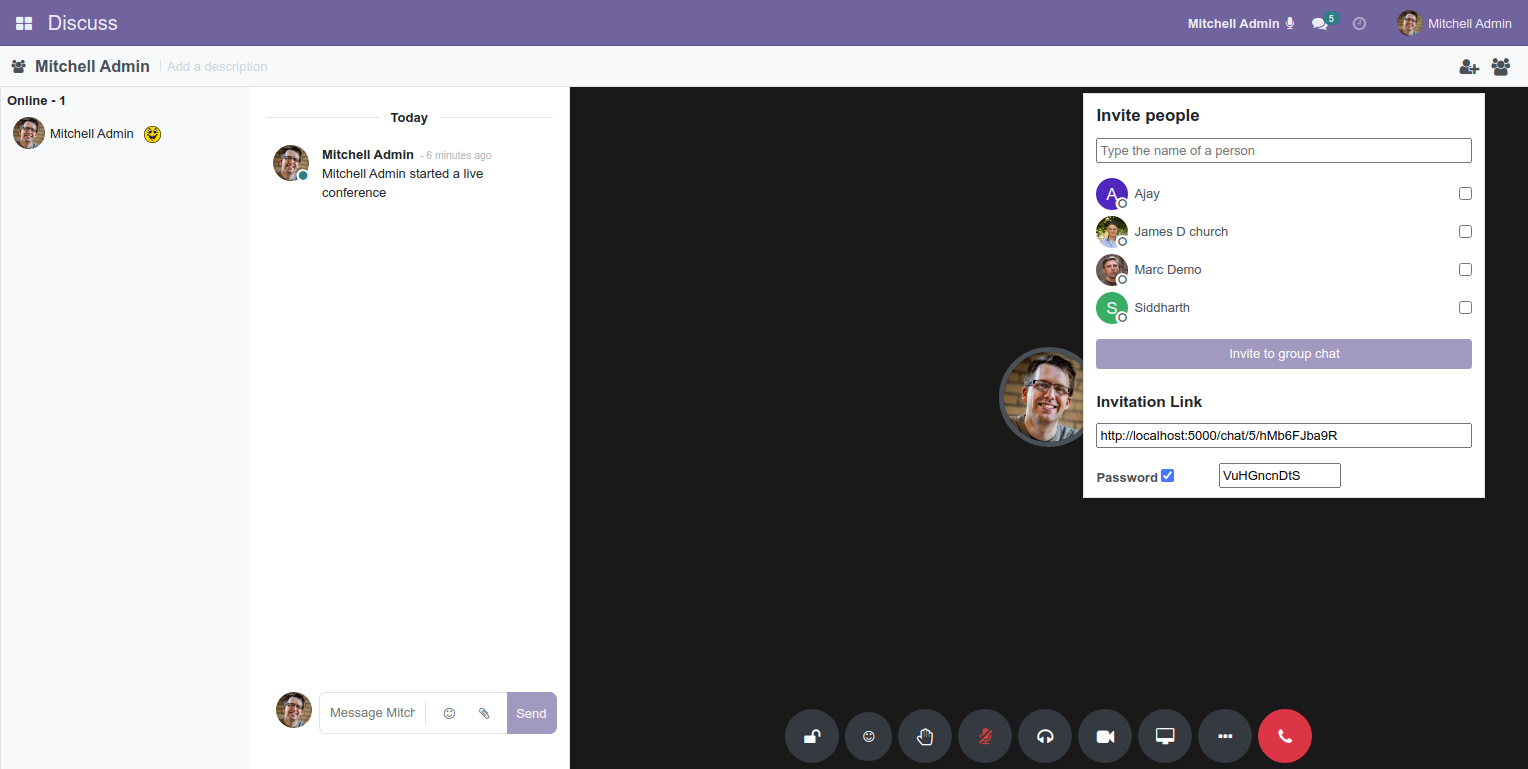 Discuss
Mitchell Admin
5
Mitchell Admin
Mitchell Admin
Add a description
Online - 1
Mitchell Admin
Today
Mitchell Admin - 6 minutes ago
Mitchell Admin started a live
conference
Message Mitch
Send
Invite people
Type the name of a person
A
Ajay
James D church
Marc Demo
S
Siddharth
Invite to group chat
Invitation Link
http://localhost:5000/chat/5/hMb6FJba9R
Password
VuHGncnDtS